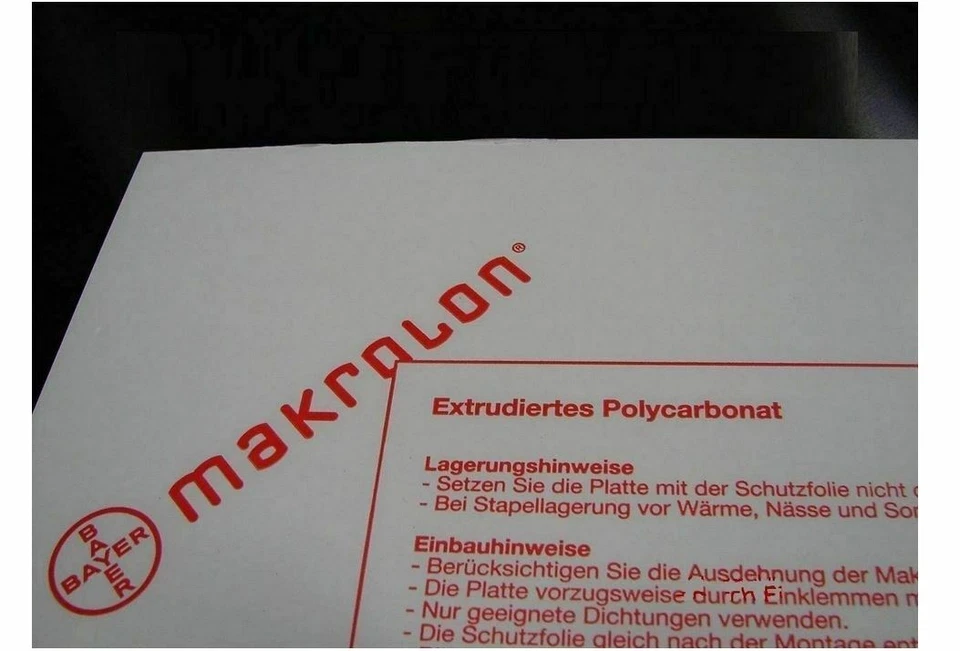 makrolon®
BAYER
BAYER
Extrudiertes Polycarbonat
Lagerungshinweise
- Setzen Sie die Platte mit der Schutzfolie nicht
- Bei Stapellagerung vor Wärme, Nässe und
Einbauhinweise
- Berücksichtigen Sie die Ausdehnung der
- Die Platte vorzugsweise durch Einklemmen
- Nur geeignete Dichtungen verwenden.
- Die Schutzfolie gleich nach der Montage